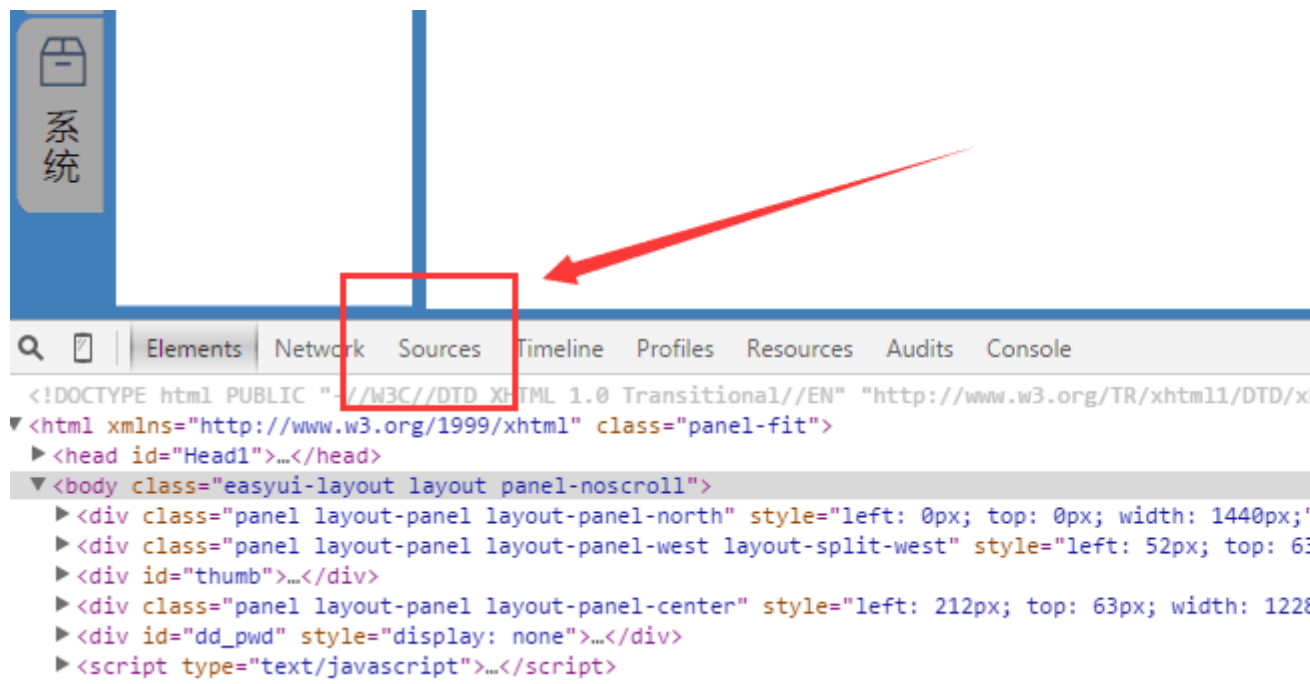 系
统
Elements Network Sources Timeline Profiles Resources Audits Console
<!DOCTYPE html PUBLIC "-//W3C//DTD XHTML 1.0 Transitional//EN" "http://www.w3.org/TR/xhtml1/DTD/x
▼<html xmlns="http://www.w3.org/1999/xhtml" class="panel-fit">
▶<head id="Head1">…</head>
▼<body class="easyui-layout layout panel-noscroll">
▶<div class="panel layout-panel layout-panel-north" style="left: 0px; top: 0px; width: 1440px;"
▶<div class="panel layout-panel layout-panel-west layout-split-west" style="left: 52px; top: 63
▶<div id="thumb">…</div>
▶<div class="panel layout-panel layout-panel-center" style="left: 212px; top: 63px; width: 1228
▶<div id="dd_pwd" style="display: none">…</div>
▶<script type="text/javascript">…</script>